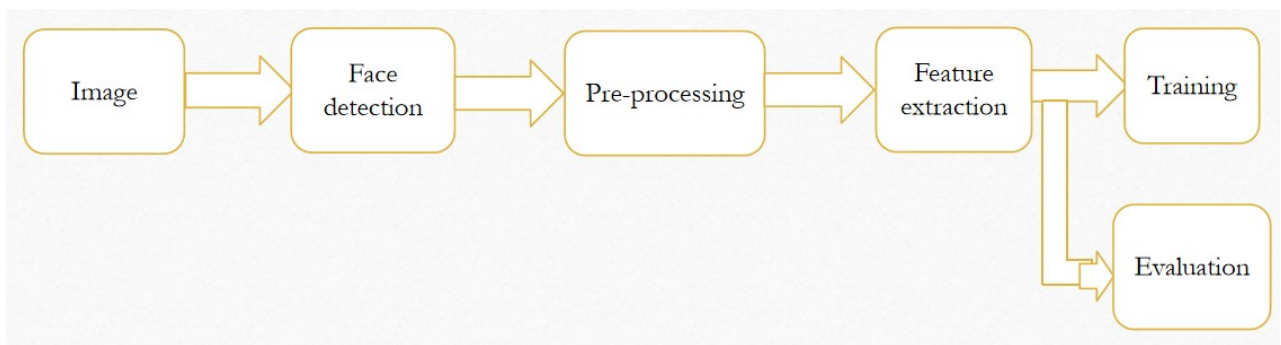 Image
Face
detection
Pre-processing
Feature
extraction
Training
Evaluation